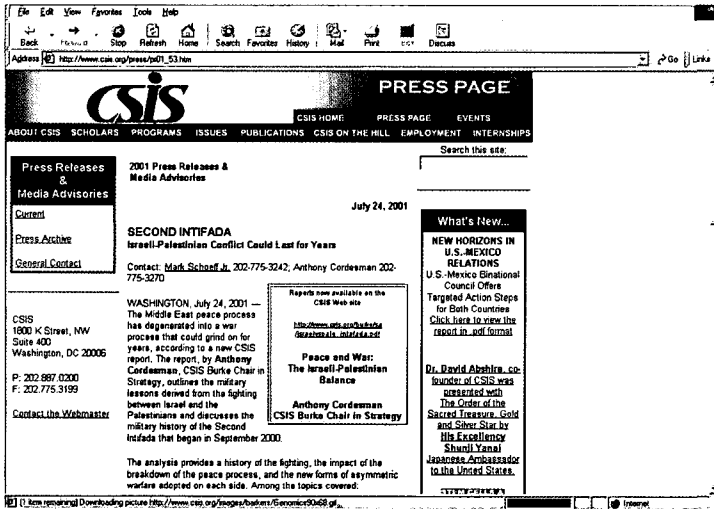 File Edit View Favorites Tools Help
Back Stop Refresh Home Search Favorites History Mail Print Discuss
Address http://www.csis.org/press/pr01_53.htm Go Links
CSIS
PRESS PAGE
CSIS HOME PRESS PAGE EVENTS
ABOUT CSIS SCHOLARS PROGRAMS ISSUES PUBLICATIONS CSIS ON THE HILL EMPLOYMENT INTERNSHIPS
Search this site:
Press Releases
&
Media Advisories
Current
Press Archive
General Contact
CSIS
1800 K Street, NW
Suite 400
Washington, DC 20006
P: 202.887.0200
F: 202.775.3199
Contact the Webmaster
2001 Press Releases &
Media Advisories
July 24, 2001
SECOND INTIFADA
Israeli-Palestinian Conflict Could Last for Years
Contact: Mark Schoeff Jr. 202-775-3242; Anthony Cordesman 202-
775-3270
WASHINGTON, July 24, 2001 —
The Middle East peace process
has degenerated into a war
process that could grind on for
years, according to a new CSIS
report. The report, by Anthony
Cordesman, CSIS Burke Chair in
Strategy, outlines the military
lessons derived from the fighting
between Israel and the
Palestinians and discusses the
military history of the Second
Intifada that began in September 2000.
Reports now available on the
CSIS Web site
Peace and War:
The Israeli-Palestinian
Balance
Anthony Cordesman
CSIS Burke Chair in Strategy
The analysis provides a history of the fighting, the impact of the
breakdown of the peace process, and the new forms of asymmetric
warfare adopted on each side. Among the topics covered:
What's New...
NEW HORIZONS IN
U.S.-MEXICO
RELATIONS
U.S.-Mexico Binational
Council Offers
Targeted Action Steps
for Both Countries
Click here to view the
report in .pdf format
Dr. David Abshire, co-
founder of CSIS was
presented with
The Order of the
Sacred Treasure, Gold
and Silver Star by
His Excellency
Shunji Yanai
Japanese Ambassador
to the United States.
(1 item remaining) Downloading picture http://www.csis.org/images/bankers/Genomics90x68.gif... Internet